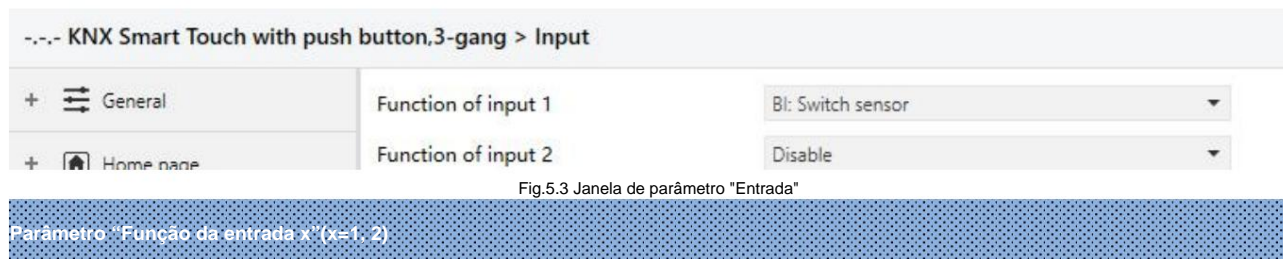 -.-.- KNX Smart Touch with push button,3-gang > Input
+ General
Function of input 1 BI: Switch sensor
+ Home page
Function of input 2 Disable
Fig.5.3 Janela de parâmetro "Entrada"
Parâmetro “Função da entrada x”(x=1, 2)